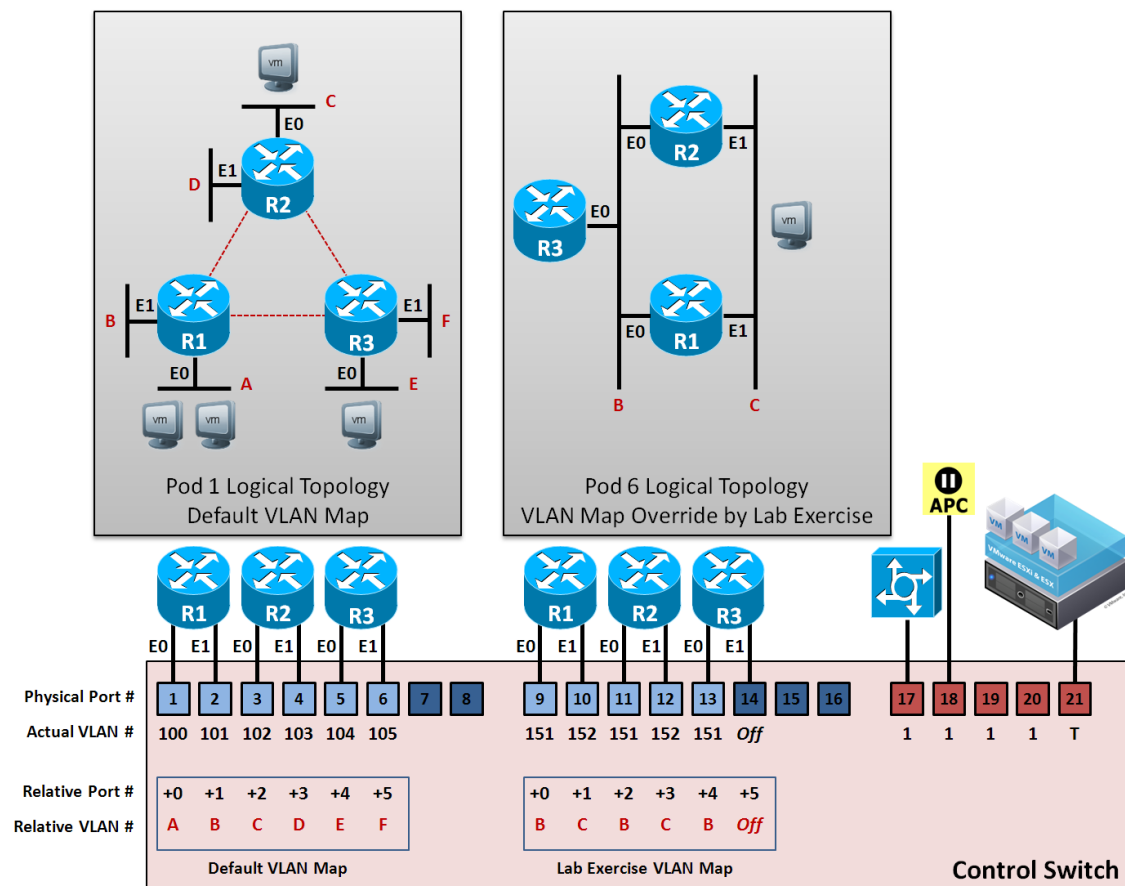 vm
C
E0
E1
D
R2
E1
E1
B
F
R1
R3
E0
A
E0
E
vm
vm
vm
Pod 1 Logical Topology
Default VLAN Map
R2
E0
E1
E0
R3
vm
R1
E0
E1
B
C
Pod 6 Logical Topology
VLAN Map Override by Lab Exercise
APC
VM
VM
VM
VMware ESXi & ESX
R1 R2 R3
E0 E1 E0 E1 E0 E1
R1 R2 R3
E0 E1 E0 E1 E0 E1
Physical Port # 1 2 3 4 5 6 7 8 9 10 11 12 13 14 15 16 17 18 19 20 21
Actual VLAN # 100 101 102 103 104 105 151 152 151 152 151 Off 1 1 1 1 T
Relative Port # +0 +1 +2 +3 +4 +5 +0 +1 +2 +3 +4 +5
Relative VLAN # A B C D E F B C B C B Off
Default VLAN Map
Lab Exercise VLAN Map
Control Switch